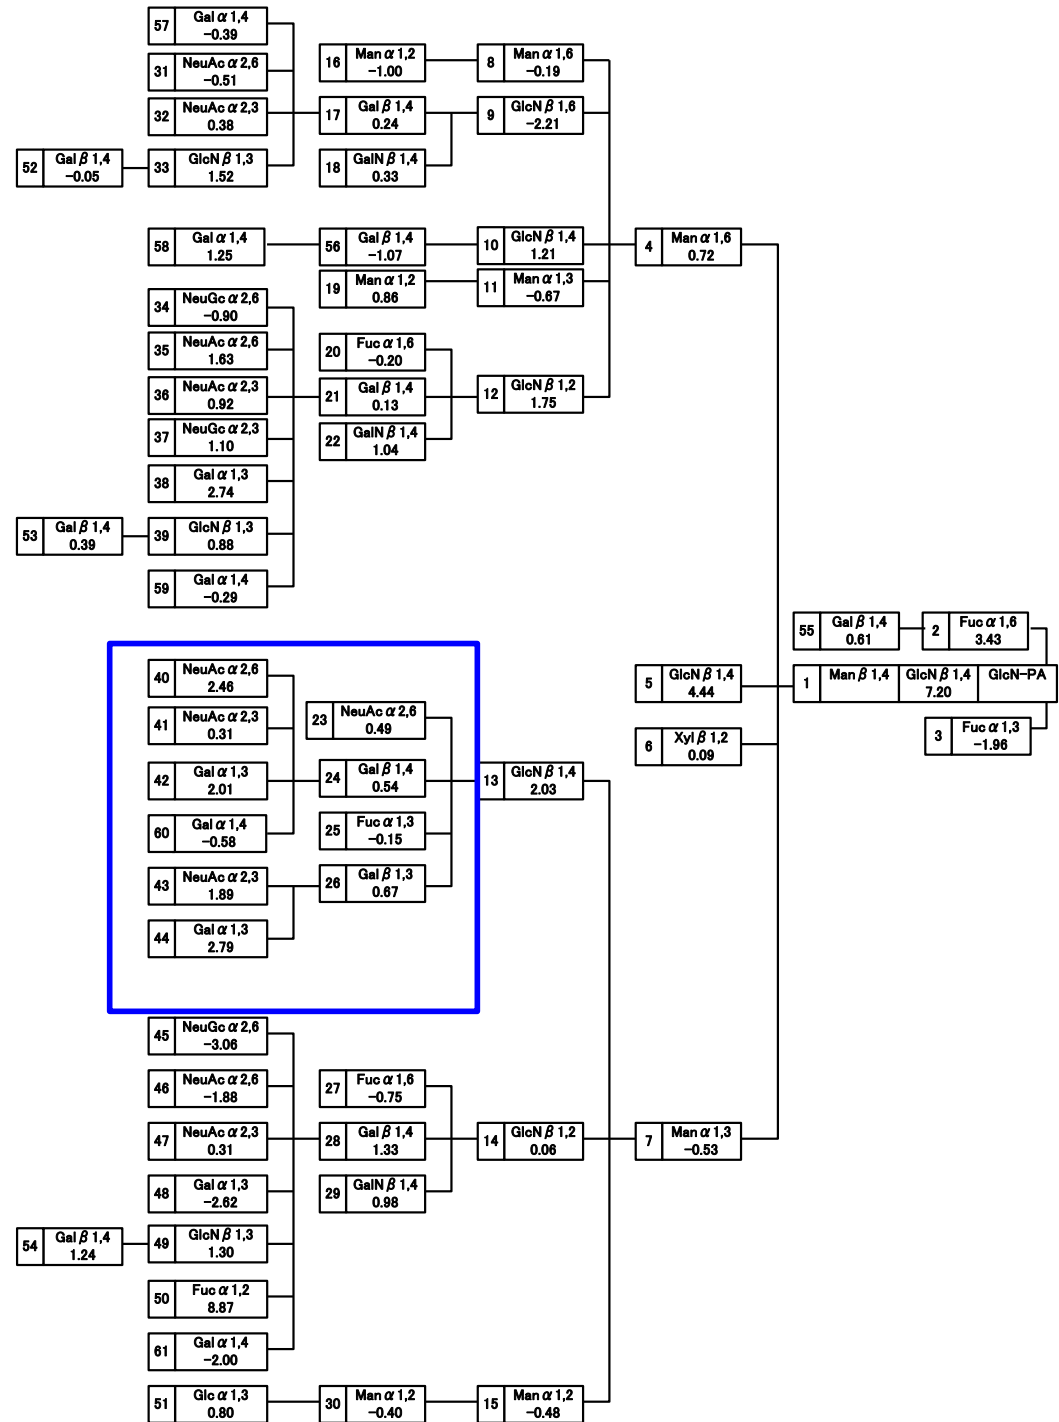 57 Gal α 1,4
−0.39
31 NeuAc α 2,6
−0.51
32 NeuAc α 2,3
0.38
52 Gal β 1,4
−0.05
33 GlcN β 1,3
1.52
16 Man α 1,2
−1.00
8 Man α 1,6
−0.19
17 Gal β 1,4
0.24
9 GlcN β 1,6
−2.21
18 GalN β 1,4
0.33
58 Gal α 1,4
1.25
56 Gal β 1,4
−1.07
10 GlcN β 1,4
1.21
4 Man α 1,6
0.72
19 Man α 1,2
0.86
11 Man α 1,3
−0.67
34 NeuGc α 2,6
−0.90
35 NeuAc α 2,6
1.63
36 NeuAc α 2,3
0.92
37 NeuGc α 2,3
1.10
38 Gal α 1,3
2.74
53 Gal β 1,4
0.39
39 GlcN β 1,3
0.88
59 Gal α 1,4
−0.29
20 Fuc α 1,6
−0.20
21 Gal β 1,4
0.13
12 GlcN β 1,2
1.75
22 GalN β 1,4
1.04
55 Gal β 1,4
0.61
2 Fuc α 1,6
3.43
5 GlcN β 1,4
4.44
1 Man β 1,4 GlcN β 1,4 GlcN−PA
7.20
6 Xyl β 1,2
0.09
3 Fuc α 1,3
−1.96
40 NeuAc α 2,6
2.46
41 NeuAc α 2,3
0.31
42 Gal α 1,3
2.01
60 Gal α 1,4
−0.58
43 NeuAc α 2,3
1.89
44 Gal α 1,3
2.79
23 NeuAc α 2,6
0.49
24 Gal β 1,4
0.54
13 GlcN β 1,4
2.03
25 Fuc α 1,3
−0.15
26 Gal β 1,3
0.67
45 NeuGc α 2,6
−3.06
46 NeuAc α 2,6
−1.88
47 NeuAc α 2,3
0.31
48 Gal α 1,3
−2.62
54 Gal β 1,4
1.24
49 GlcN β 1,3
1.30
50 Fuc α 1,2
8.87
61 Gal α 1,4
−2.00
27 Fuc α 1,6
−0.75
28 Gal β 1,4
1.33
14 GlcN β 1,2
0.06
7 Man α 1,3
−0.53
29 GalN β 1,4
0.98
51 Glc α 1,3
0.80
30 Man α 1,2
−0.40
15 Man α 1,2
−0.48